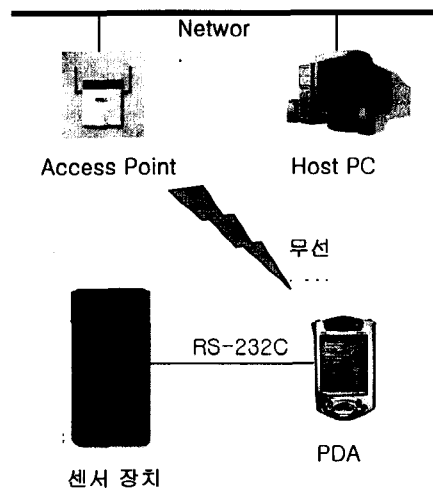 Networ
Access Point
Host PC
무선
RS-232C
PDA
센서 장치